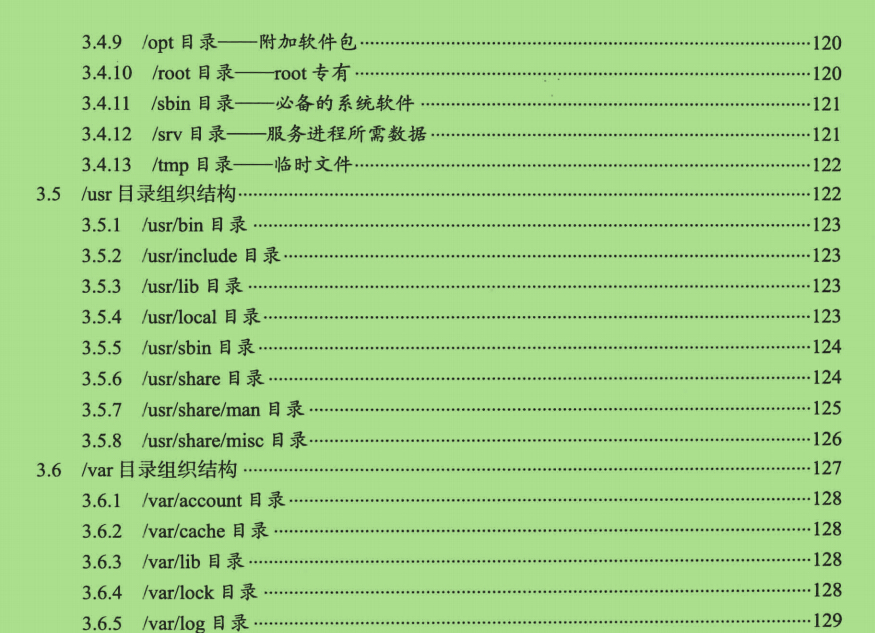 3.4.9 /opt 目录——附加软件包 120
3.4.10 /root 目录——root 专有 120
3.4.11 /sbin 目录——必备的系统软件 121
3.4.12 /srv 目录——服务进程所需数据 121
3.4.13 /tmp 目录——临时文件 122
3.5 /usr 目录组织结构 122
3.5.1 /usr/bin 目录 123
3.5.2 /usr/include 目录 123
3.5.3 /usr/lib 目录 123
3.5.4 /usr/local 目录 123
3.5.5 /usr/sbin 目录 124
3.5.6 /usr/share 目录 124
3.5.7 /usr/share/man 目录 125
3.5.8 /usr/share/misc 目录 126
3.6 /var 目录组织结构 127
3.6.1 /var/account 目录 128
3.6.2 /var/cache 目录 128
3.6.3 /var/lib 目录 128
3.6.4 /var/lock 目录 128
3.6.5 /var/log 目录 129